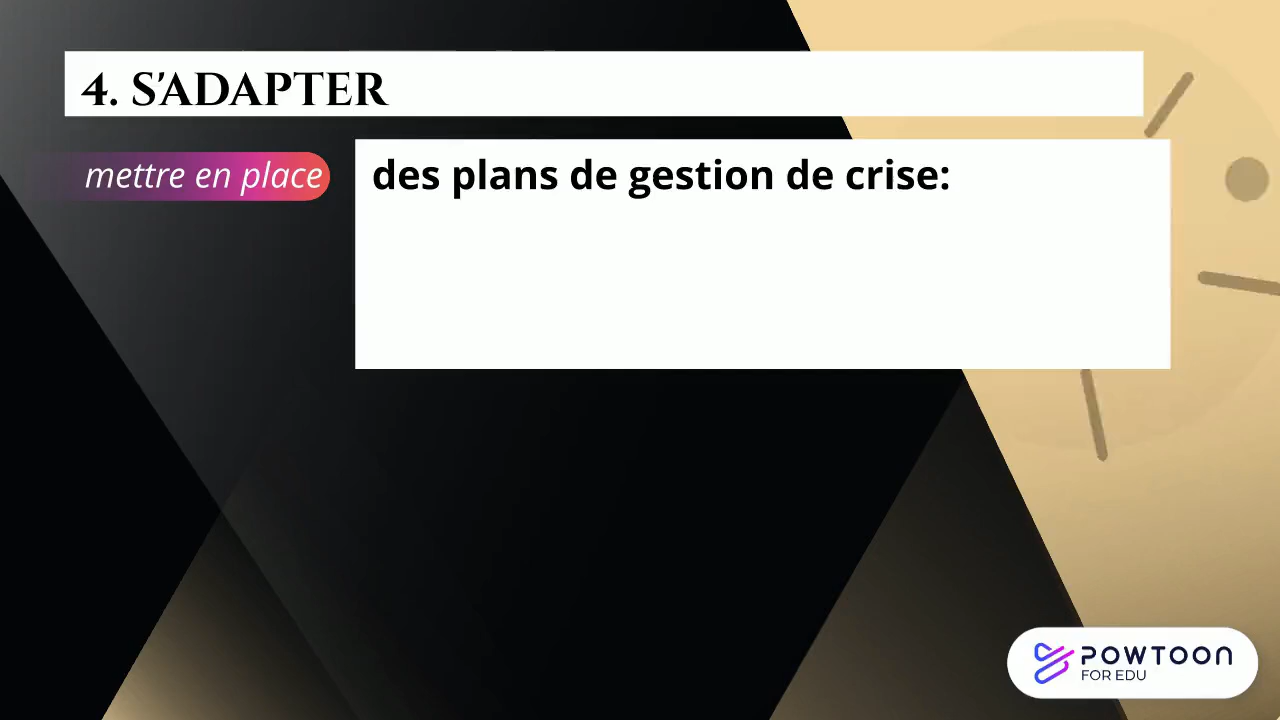 4. S'ADAPTER
mettre en place
des plans de gestion de crise:
POWTOON
FOR EDU